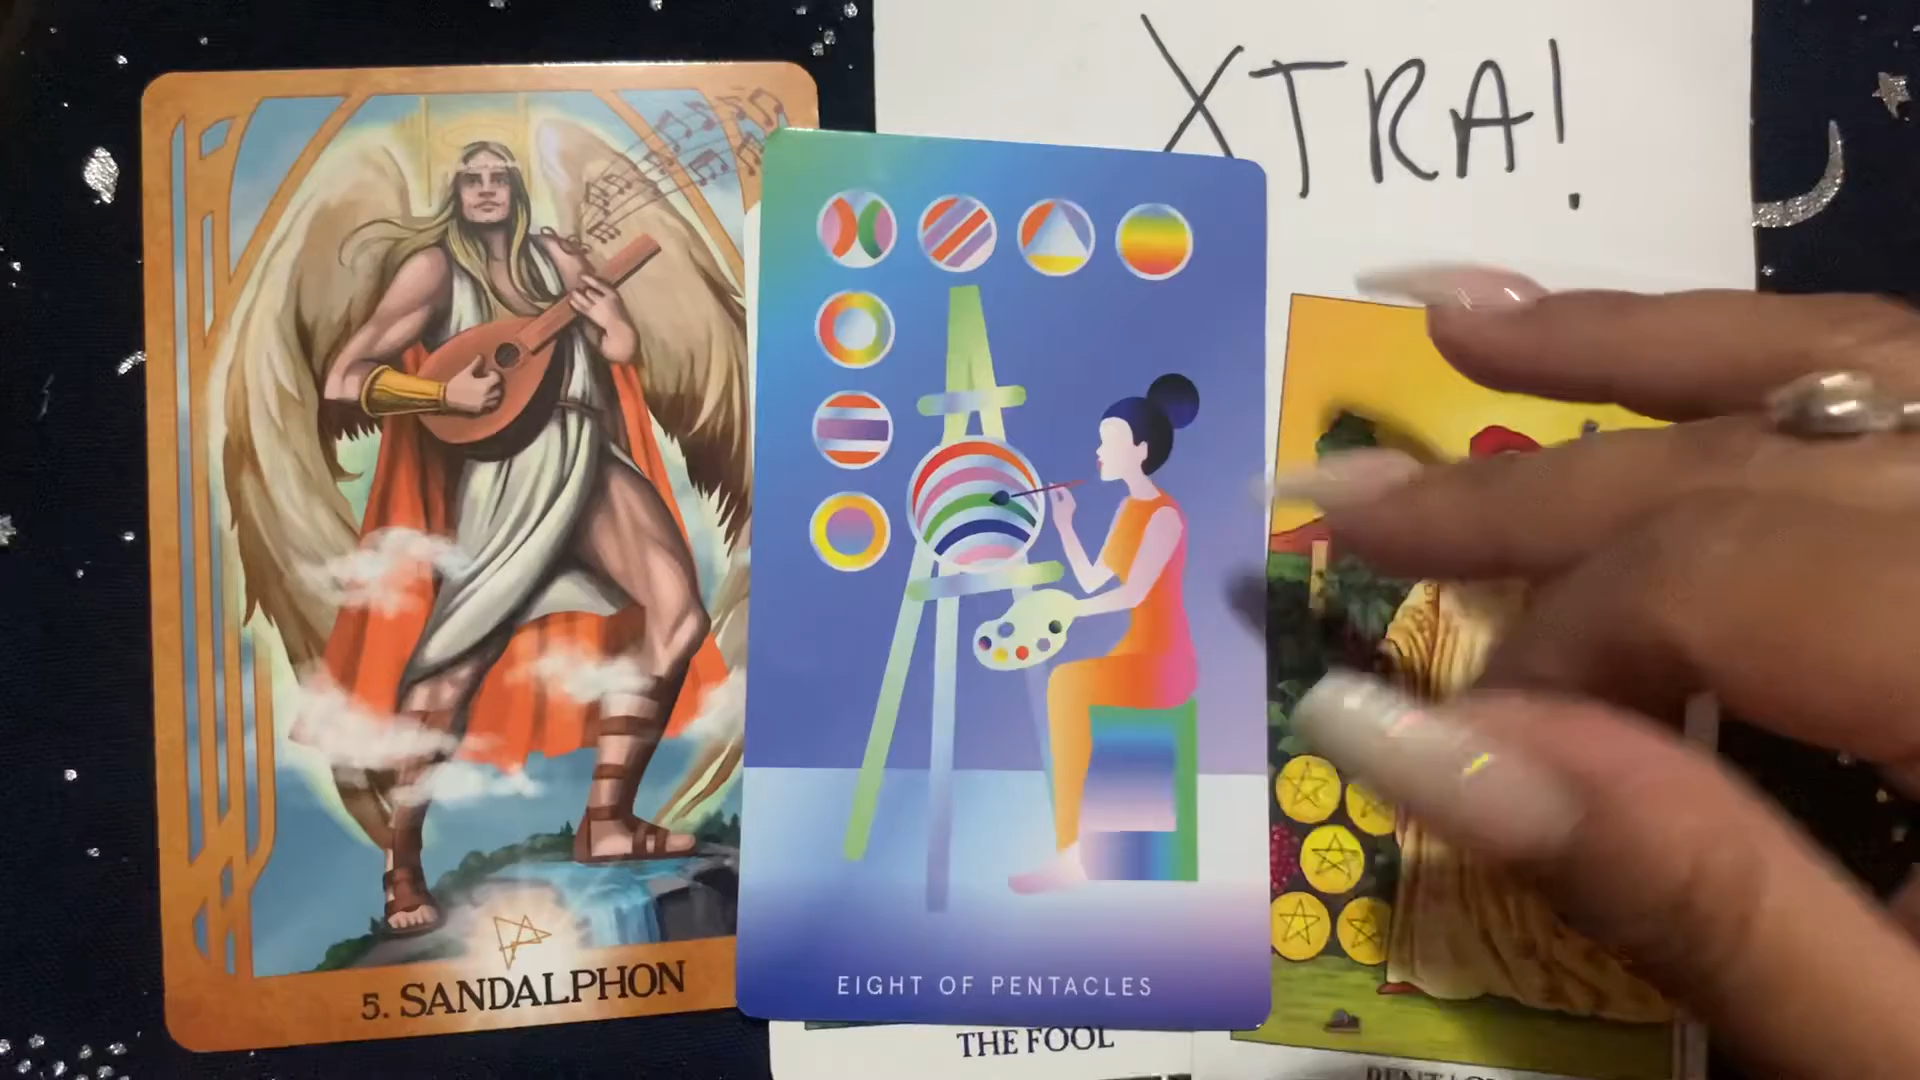 XTRA!
5. SANDALPHON
EIGHT OF PENTACLES
THE FOOL